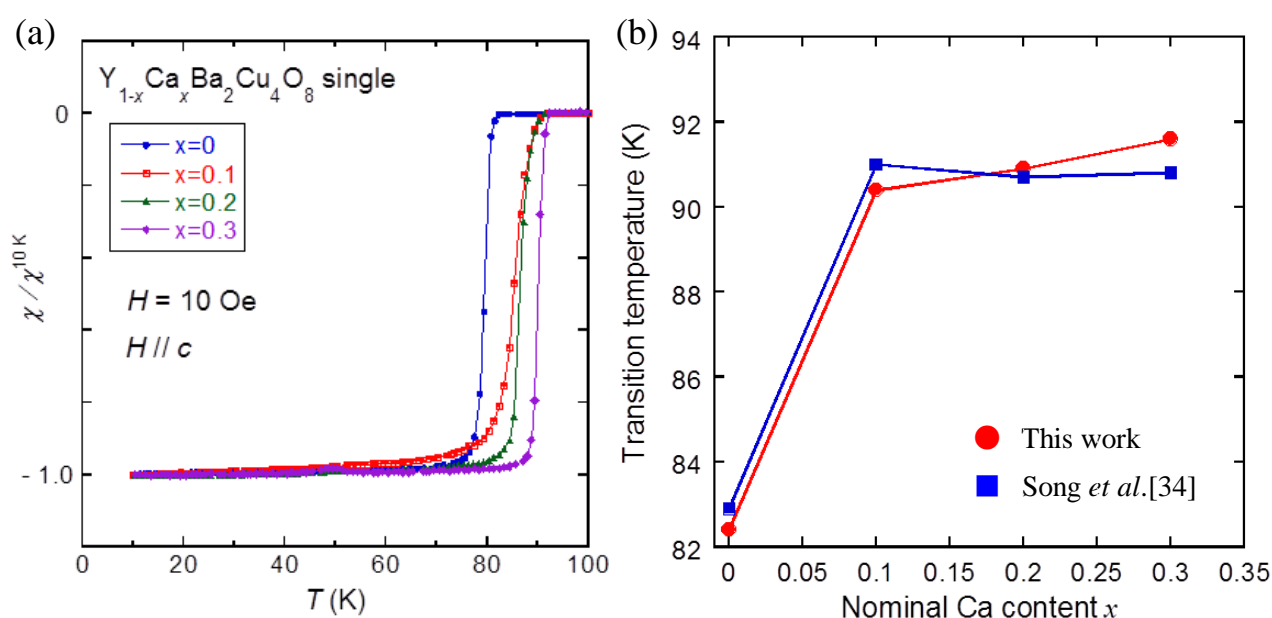 (a)
Y1-xCaxBa2Cu4O8 single
x=0
x=0.1
x=0.2
x=0.3
H = 10 Oe
H // c
0
- 1.0
χ / χ10 K
0 20 40 60 80 100
T (K)
(b)
94
92
90
88
86
84
82
Transition temperature (K)
This work
Song et al.[34]
0 0.05 0.1 0.15 0.2 0.25 0.3 0.35
Nominal Ca content x